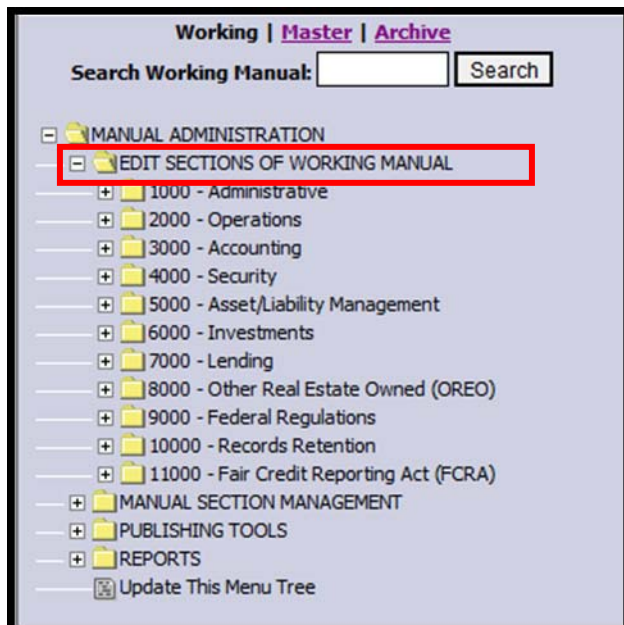 Working | Master | Archive
Search Working Manual: Search
MANUAL ADMINISTRATION
EDIT SECTIONS OF WORKING MANUAL
1000 - Administrative
2000 - Operations
3000 - Accounting
4000 - Security
5000 - Asset/Liability Management
6000 - Investments
7000 - Lending
8000 - Other Real Estate Owned (OREO)
9000 - Federal Regulations
10000 - Records Retention
11000 - Fair Credit Reporting Act (FCRA)
MANUAL SECTION MANAGEMENT
PUBLISHING TOOLS
REPORTS
Update This Menu Tree